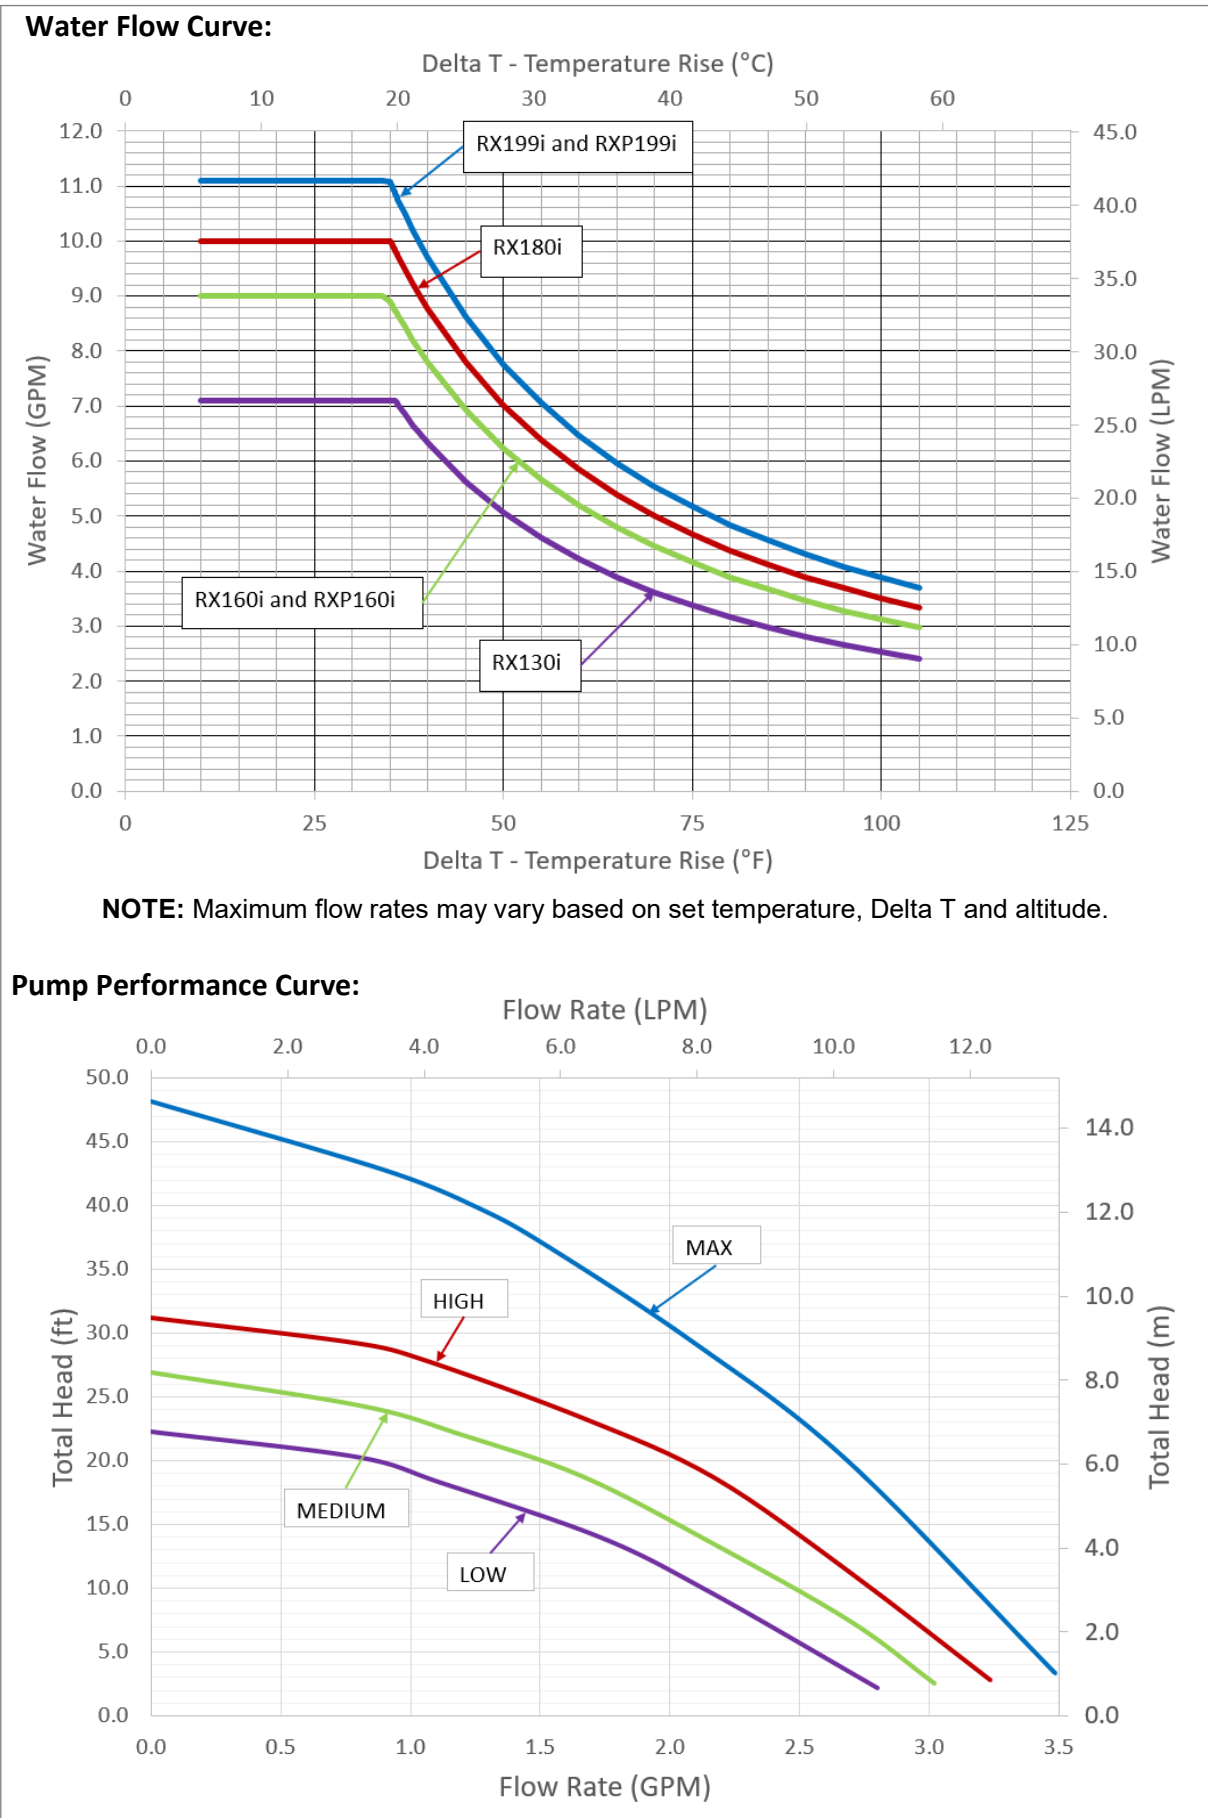 Water Flow Curve:
Delta T - Temperature Rise (°C)
0 10 20 30 40 50 60
12.0
11.0
10.0
9.0
8.0
7.0
6.0
5.0
4.0
3.0
2.0
1.0
0.0
Water Flow (GPM)
RX199i and RXP199i
RX180i
RX160i and RXP160i
RX130i
45.0
40.0
35.0
30.0
25.0
20.0
15.0
10.0
5.0
0.0
Water Flow (LPM)
0 25 50 75 100 125
Delta T - Temperature Rise (°F)
NOTE: Maximum flow rates may vary based on set temperature, Delta T and altitude.
Pump Performance Curve:
Flow Rate (LPM)
0.0 2.0 4.0 6.0 8.0 10.0 12.0
50.0
45.0
40.0
35.0
30.0
25.0
20.0
15.0
10.0
5.0
0.0
Total Head (ft)
MAX
HIGH
MEDIUM
LOW
14.0
12.0
10.0
8.0
6.0
4.0
2.0
0.0
Total Head (m)
0.0 0.5 1.0 1.5 2.0 2.5 3.0 3.5
Flow Rate (GPM)